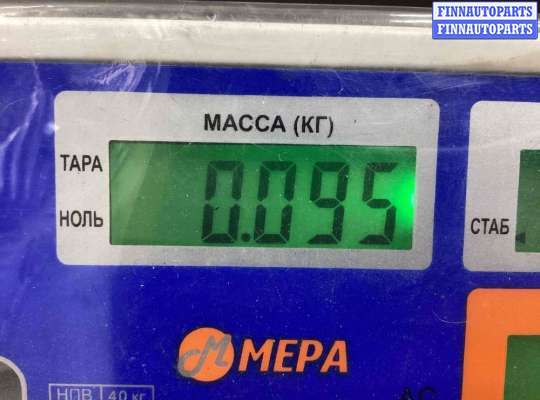 FINNAUTOPARTS
FINNAUTOPARTS
МАССА (КГ)
ТАРА
0.095
НОЛЬ
СТАБ
МЕРА
НПВ 40 кг